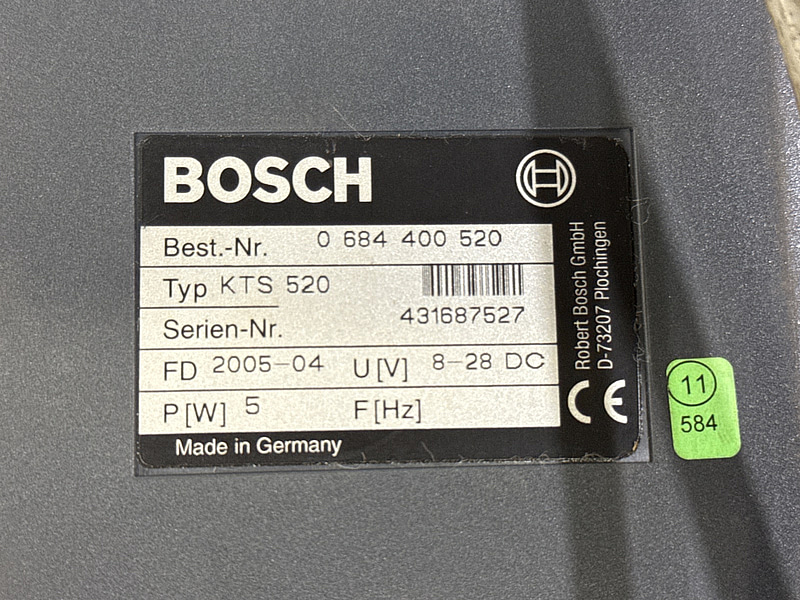 BOSCH
Best.-Nr. 0 684 400 520
Typ KTS 520
Serien-Nr. 431687527
FD 2005-04 U[V] 8-28 DC
P[W] 5 F[Hz]
Made in Germany
Robert Bosch GmbH
D-73207 Plochingen
CE
11
584